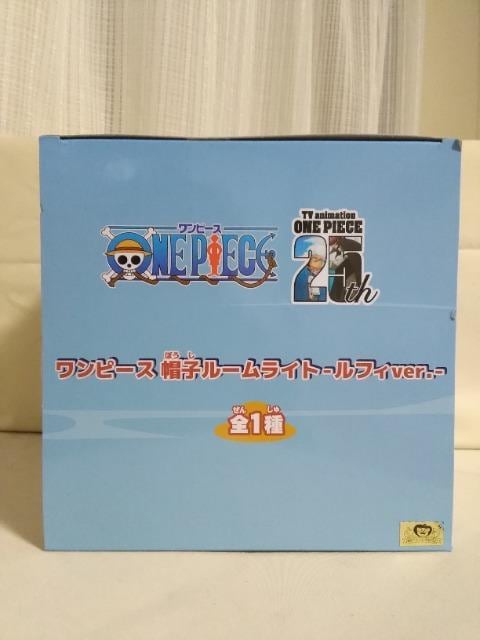 ワンピース
ONE PIECE
TV animation
ONE PIECE
25th
ぼうし
ワンピース 帽子ルームライト-ルフィver.-
ぜん しゅ
全1種